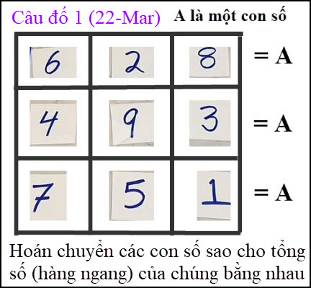 Câu đố 1 (22-Mar) A là một con số
6 2 8 = A
4 9 3 = A
7 5 1 = A
Hoán chuyển các con số sao cho tổng
số (hàng ngang) của chúng bằng nhau